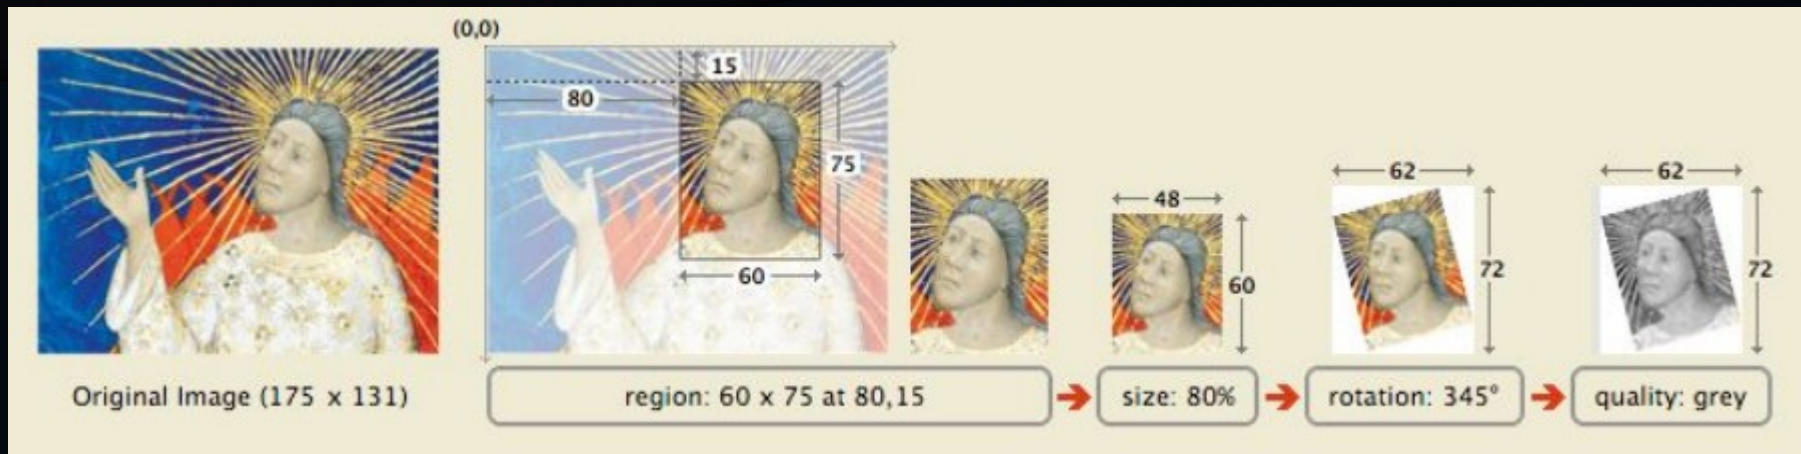 (0,0)
15
80
75
60
48
60
62
72
62
72
Original Image (175 x 131)
region: 60 x 75 at 80,15
size: 80%
rotation: 345°
quality: grey